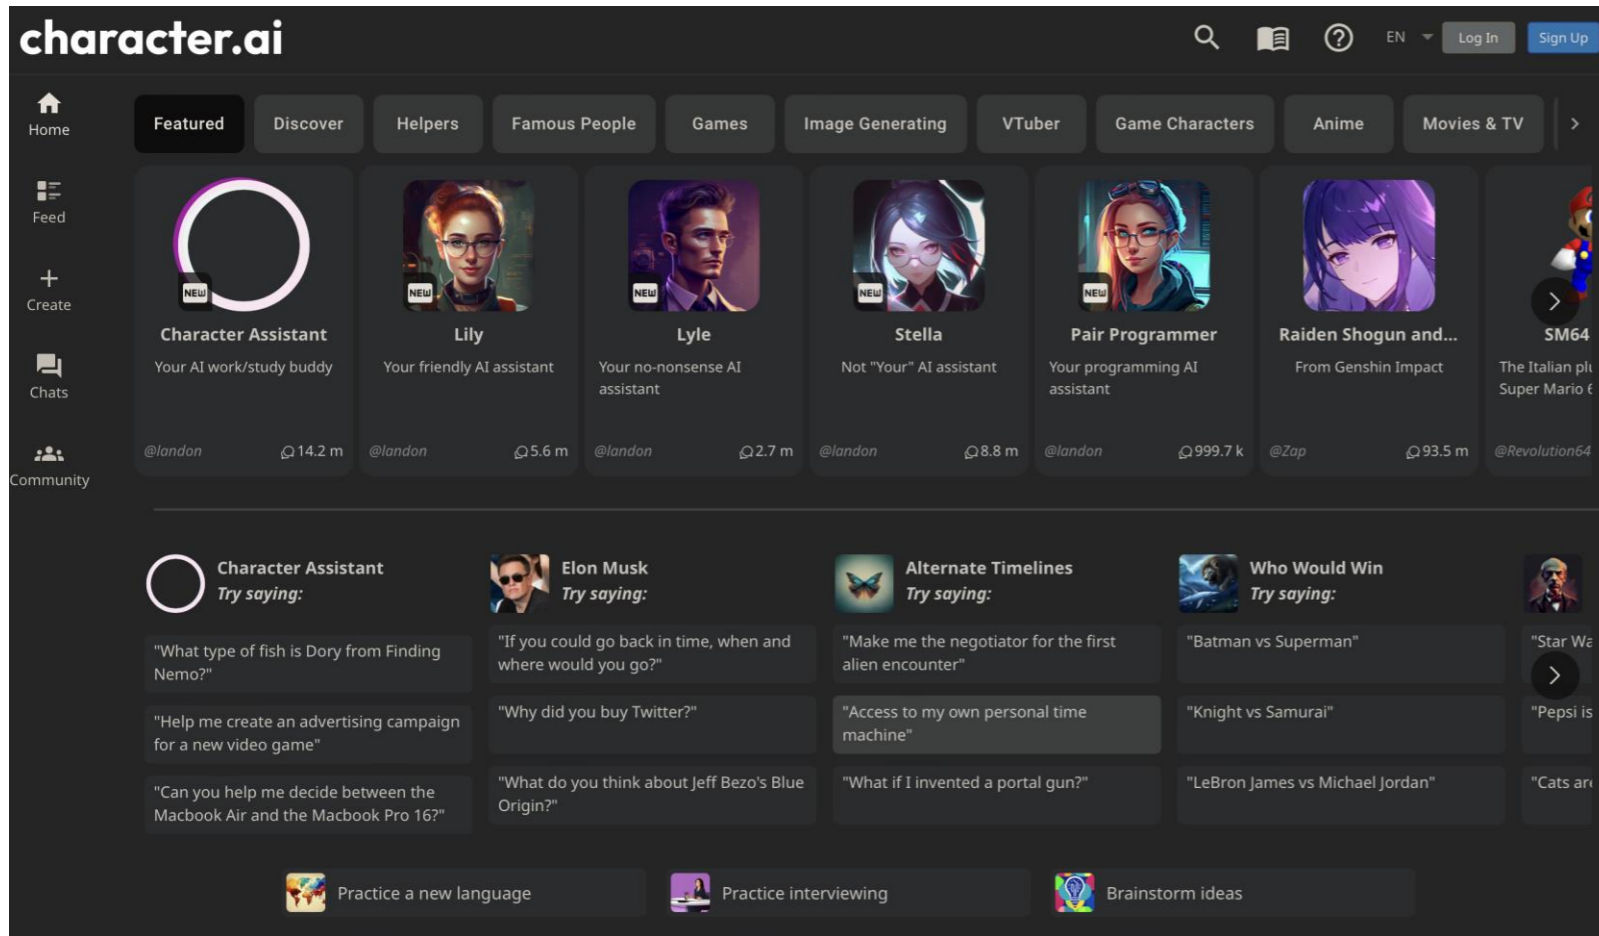 character.ai
EN
Log In
Sign Up
Home
Feed
Create
Chats
Community
Featured
Discover
Helpers
Famous People
Games
Image Generating
VTuber
Game Characters
Anime
Movies & TV
NEW
Character Assistant
Your AI work/study buddy
@landon
14.2 m
NEW
Lily
Your friendly AI assistant
@landon
5.6 m
NEW
Lyle
Your no-nonsense AI
assistant
@landon
2.7 m
NEW
Stella
Not "Your" AI assistant
@landon
8.8 m
NEW
Pair Programmer
Your programming AI
assistant
@landon
999.7 k
Raiden Shogun and...
From Genshin Impact
@Zap
93.5 m
SM64
The Italian
Super Mario
@Revolution64
Character Assistant
Try saying:
"What type of fish is Dory from Finding
Nemo?"
"Help me create an advertising campaign
for a new video game"
"Can you help me decide between the
Macbook Air and the Macbook Pro 16?"
Elon Musk
Try saying:
"If you could go back in time, when and
where would you go?"
"Why did you buy Twitter?"
"What do you think about Jeff Bezo's Blue
Origin?"
Alternate Timelines
Try saying:
"Make me the negotiator for the first
alien encounter"
"Access to my own personal time
machine"
"What if I invented a portal gun?"
Who Would Win
Try saying:
"Batman vs Superman"
"Knight vs Samurai"
"LeBron James vs Michael Jordan"
"Star
"Pepsi is
"Cats
Practice a new language
Practice interviewing
Brainstorm ideas